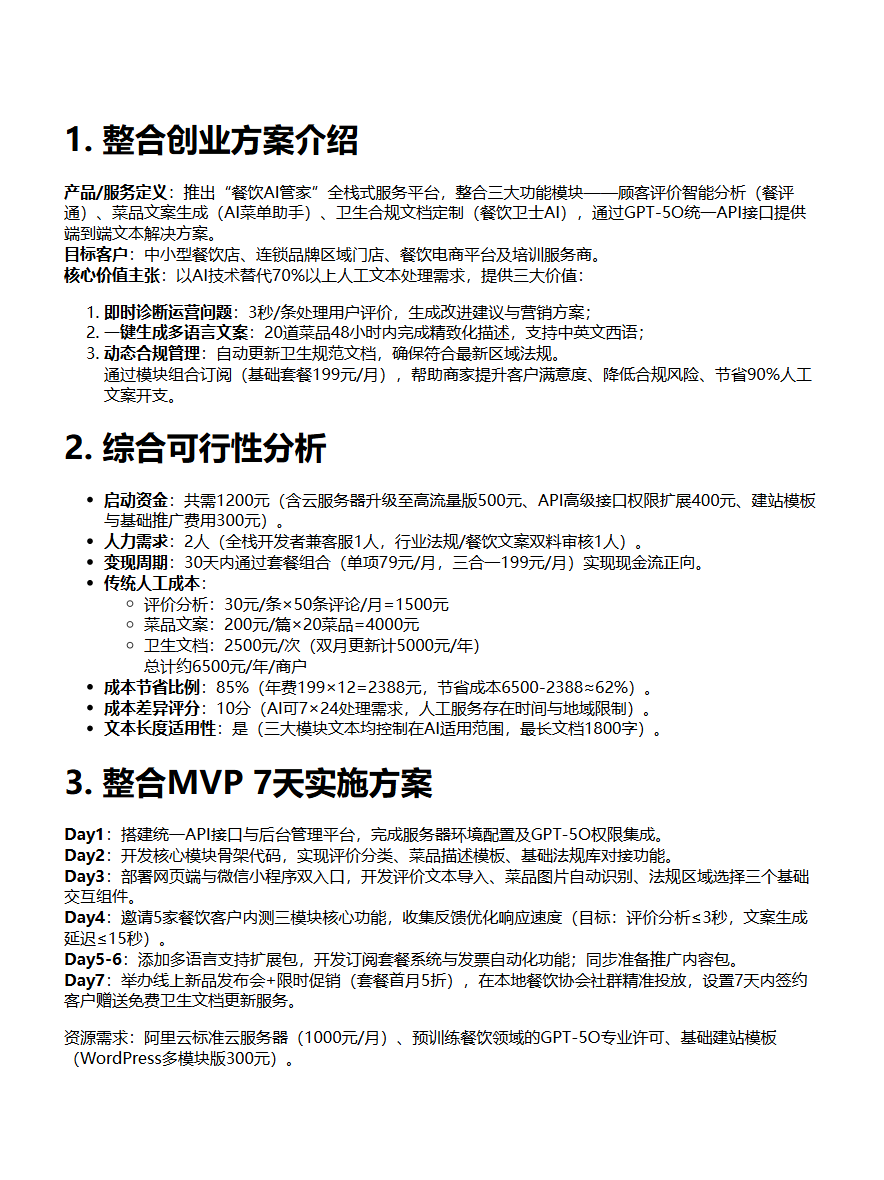 1. 整合创业方案介绍
产品/服务定义：推出“餐饮AI管家”全栈式服务平台，整合三大功能模块——顾客评价智能分析（餐评
通）、菜品文案生成（AI菜单助手）、卫生合规文档定制（餐饮卫士AI），通过GPT-5O统一API接口提供
端到端文本解决方案。
目标客户：中小型餐饮店、连锁品牌区域门店、餐饮电商平台及培训服务商。
核心价值主张：以AI技术替代70%以上人工文本处理需求，提供三大价值：
1. 即时诊断运营问题：3秒/条处理用户评价，生成改进建议与营销方案；
2. 一键生成多语言文案：20道菜品48小时内完成精致化描述，支持中英文西语；
3. 动态合规管理：自动更新卫生规范文档，确保符合最新区域法规。
通过模块组合订阅（基础套餐199元/月），帮助商家提升客户满意度、降低合规风险、节省90%人工
文案开支。
2. 综合可行性分析
• 启动资金：共需1200元（含云服务器升级至高流量版500元、API高级接口权限扩展400元、建站模板
与基础推广费用300元）。
• 人力需求：2人（全栈开发者兼客服1人，行业法规/餐饮文案双料审核1人）。
• 变现周期：30天内通过套餐组合（单项79元/月，三合一199元/月）实现现金流正向。
• 传统人工成本：
◦ 评价分析：30元/条×50条评论/月=1500元
◦ 菜品文案：200元/篇×20菜品=4000元
◦ 卫生文档：2500元/次（双月更新计5000元/年）
总计约6500元/年/商户
• 成本节省比例：85%（年费199×12=2388元，节省成本6500-2388≈62%）。
• 成本差异评分：10分（AI可7×24处理需求，人工服务存在时间与地域限制）。
• 文本长度适用性：是（三大模块文本均控制在AI适用范围，最长文档1800字）。
3. 整合MVP 7天实施方案
Day1：搭建统一API接口与后台管理平台，完成服务器环境配置及GPT-5O权限集成。
Day2：开发核心模块骨架代码，实现评价分类、菜品描述模板、基础法规库对接功能。
Day3：部署网页端与微信小程序双入口，开发评价文本导入、菜品图片自动识别、法规区域选择三个基础
交互组件。
Day4：邀请5家餐饮客户内测三模块核心功能，收集反馈优化响应速度（目标：评价分析≤3秒，文案生成
延迟≤15秒）。
Day5-6：添加多语言支持扩展包，开发订阅套餐系统与发票自动化功能；同步准备推广内容包。
Day7：举办线上新品发布会+限时促销（套餐首月5折），在本地餐饮协会社群精准投放，设置7天内签约
客户赠送免费卫生文档更新服务。
资源需求：阿里云标准云服务器（1000元/月）、预训练餐饮领域的GPT-5O专业许可、基础建站模板
（WordPress多模块版300元）。